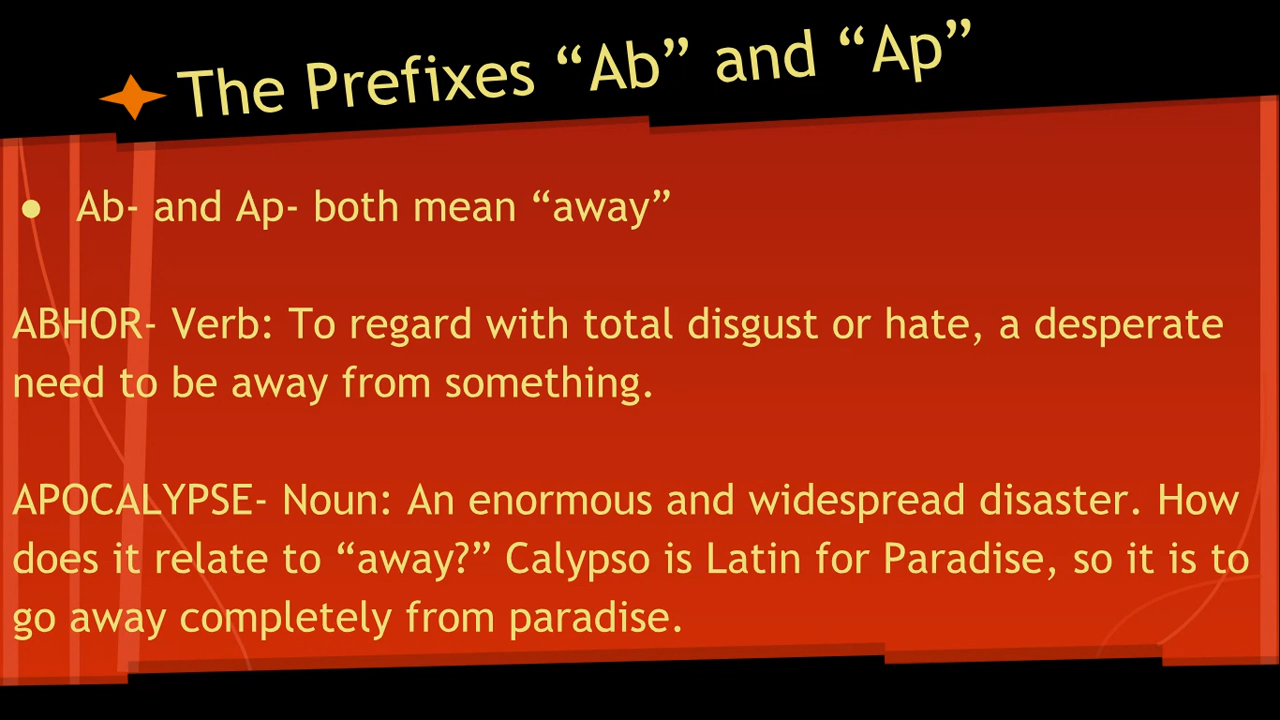 The Prefixes “Ab” and “Ap”
● Ab- and Ap- both mean “away”
ABHOR- Verb: To regard with total disgust or hate, a desperate
need to be away from something.
APOCALYPSE- Noun: An enormous and widespread disaster. How
does it relate to “away?” Calypso is Latin for Paradise, so it is to
go away completely from paradise.